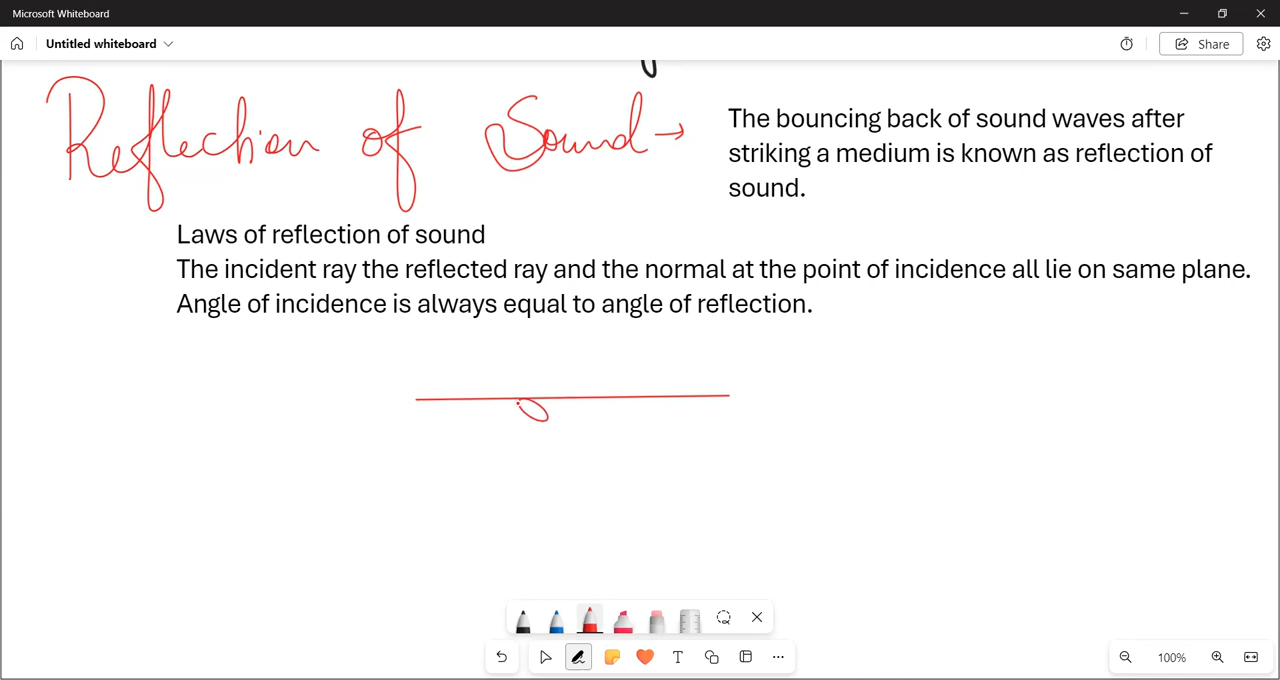 Microsoft Whiteboard
Untitled whiteboard
Share
Reflection of Sound →
The bouncing back of sound waves after
striking a medium is known as reflection of
sound.
Laws of reflection of sound
The incident ray the reflected ray and the normal at the point of incidence all lie on same plane.
Angle of incidence is always equal to angle of reflection.
100%